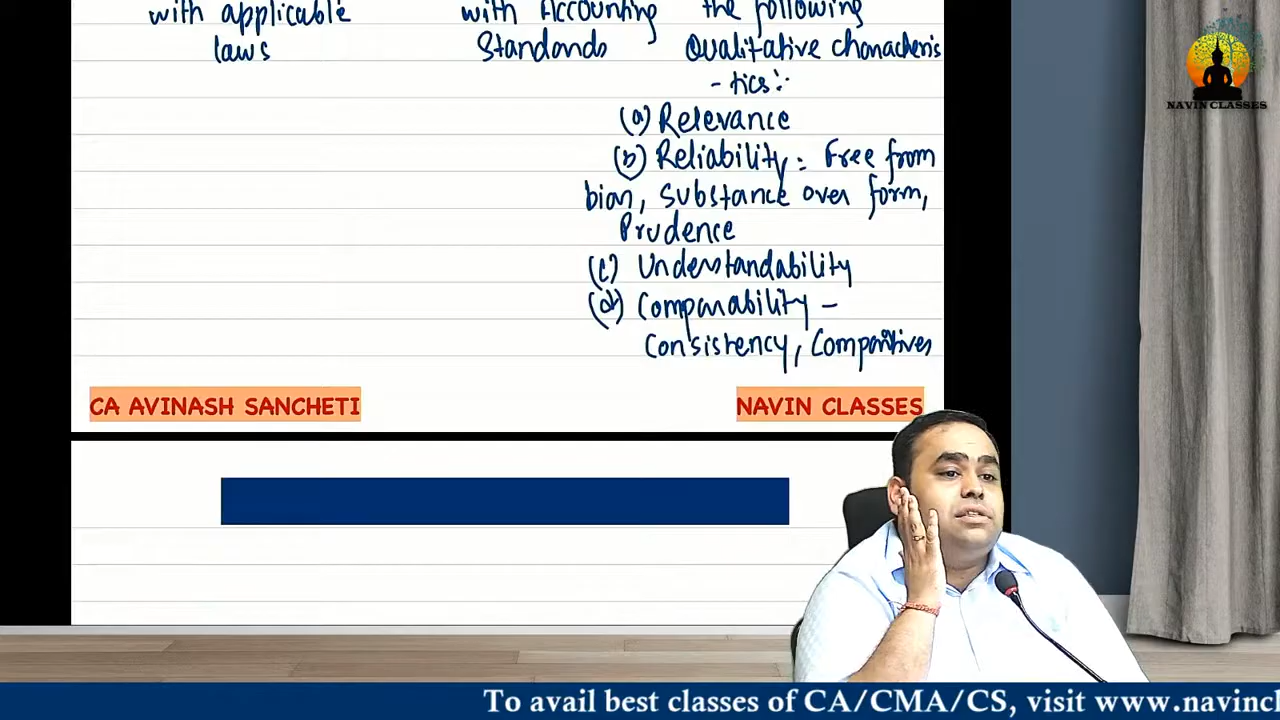 with applicable
laws
with Accounting
Standards
the following
Qualitative characteris
- tics:-
(a) Relevance
(b) Reliability: Free from
bias, Substance over form,
Prudence
(c) Understandability
(d) Comparability -
Consistency, Comparitives
CA AVINASH SANCHETI
NAVIN CLASSES
NAVIN CLASSES
To avail best classes of CA/CMA/CS, visit www.navincl